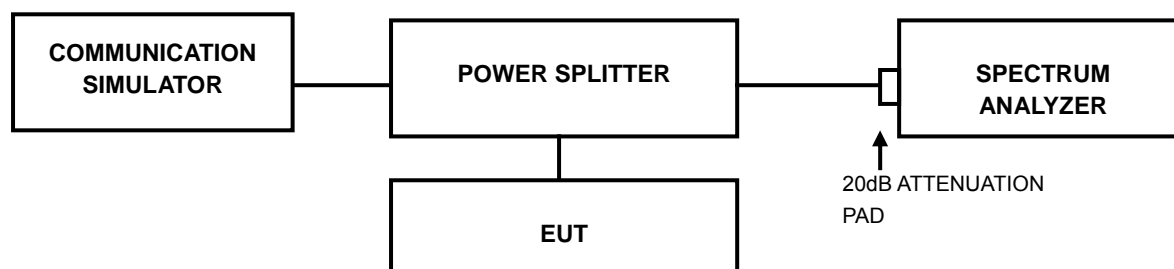 COMMUNICATION
SIMULATOR
POWER SPLITTER
SPECTRUM
ANALYZER
20dB ATTENUATION
PAD
EUT